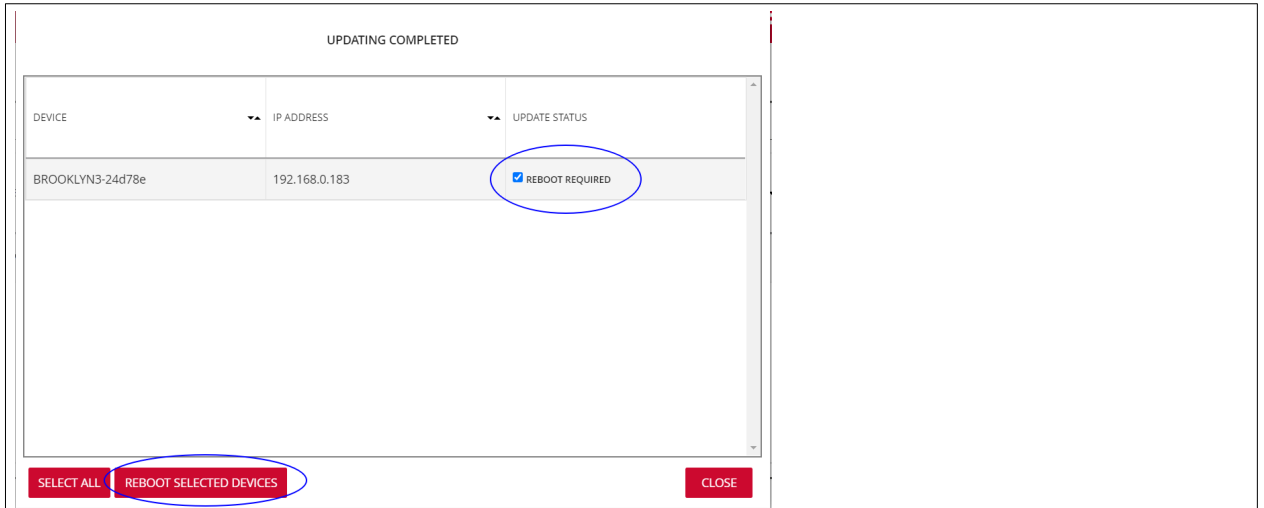 UPDATING COMPLETED
DEVICE IP ADDRESS UPDATE STATUS
BROOKLYN3-24d78e 192.168.0.183 REBOOT REQUIRED
SELECT ALL REBOOT SELECTED DEVICES CLOSE